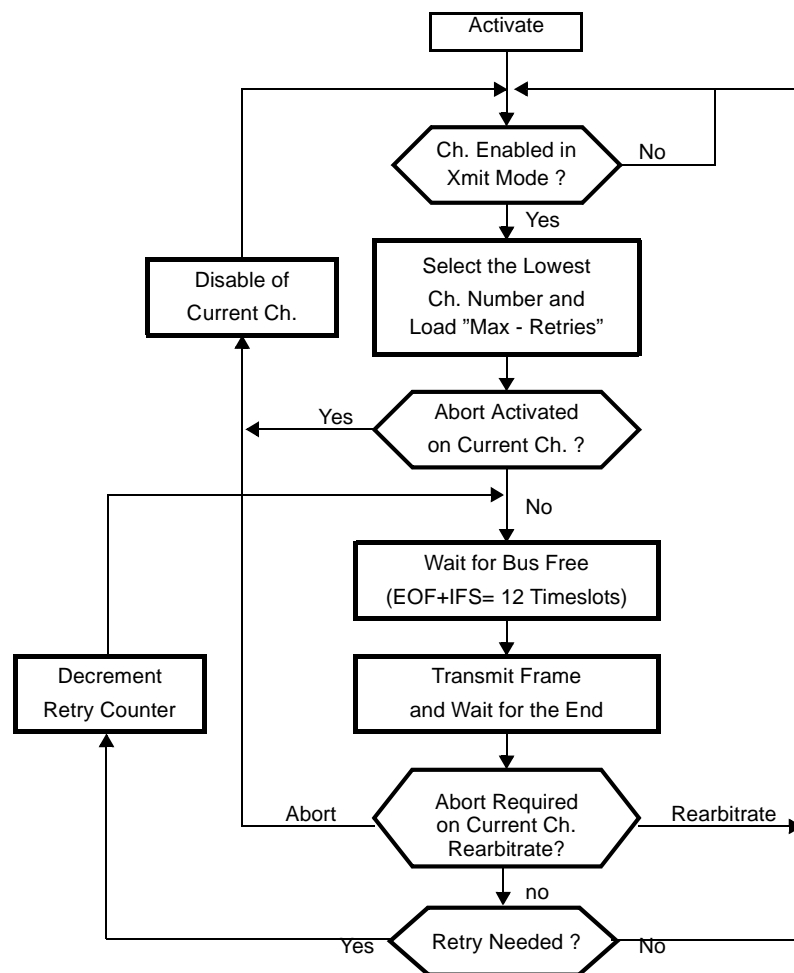 Activate
Ch. Enabled in
Xmit Mode ?
No
Yes
Select the Lowest
Ch. Number and
Load ”Max - Retries”
Disable of
Current Ch.
Abort Activated
on Current Ch. ?
Yes
No
Wait for Bus Free
(EOF+IFS= 12 Timeslots)
Decrement
Retry Counter
Transmit Frame
and Wait for the End
Abort
Abort Required
on Current Ch.
Rearbitrate?
Rearbitrate
no
Yes
Retry Needed ?
No